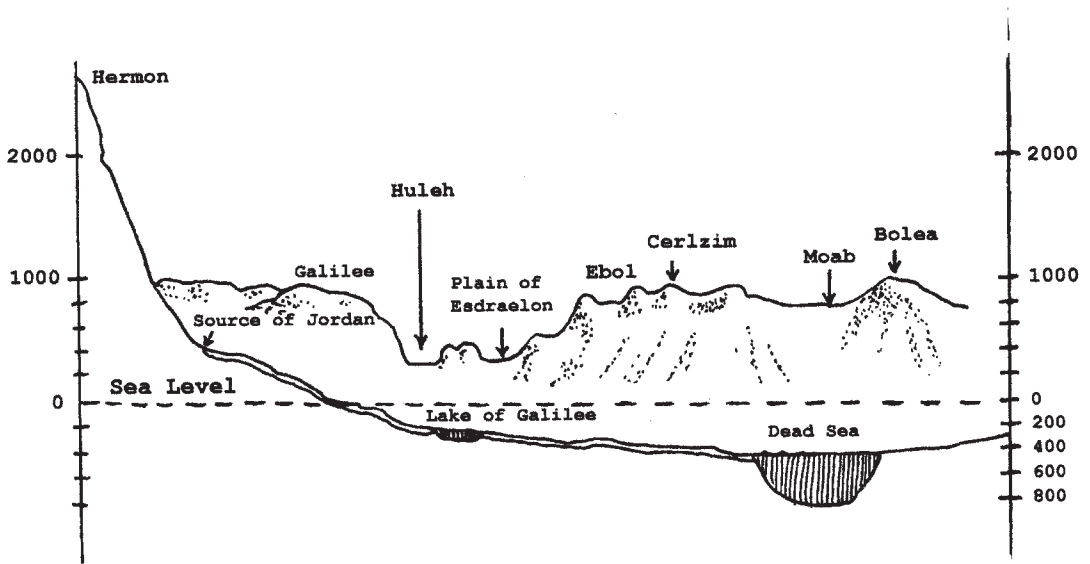 Hermon
2000
2000
Huleh
Bolea
Cerlzim
Moab
1000
Galilee
Plain of
Esdraelon
Ebol
1000
Source of Jordan
Sea Level
0
0
Lake of Galilee
200
Dead Sea
400
600
800